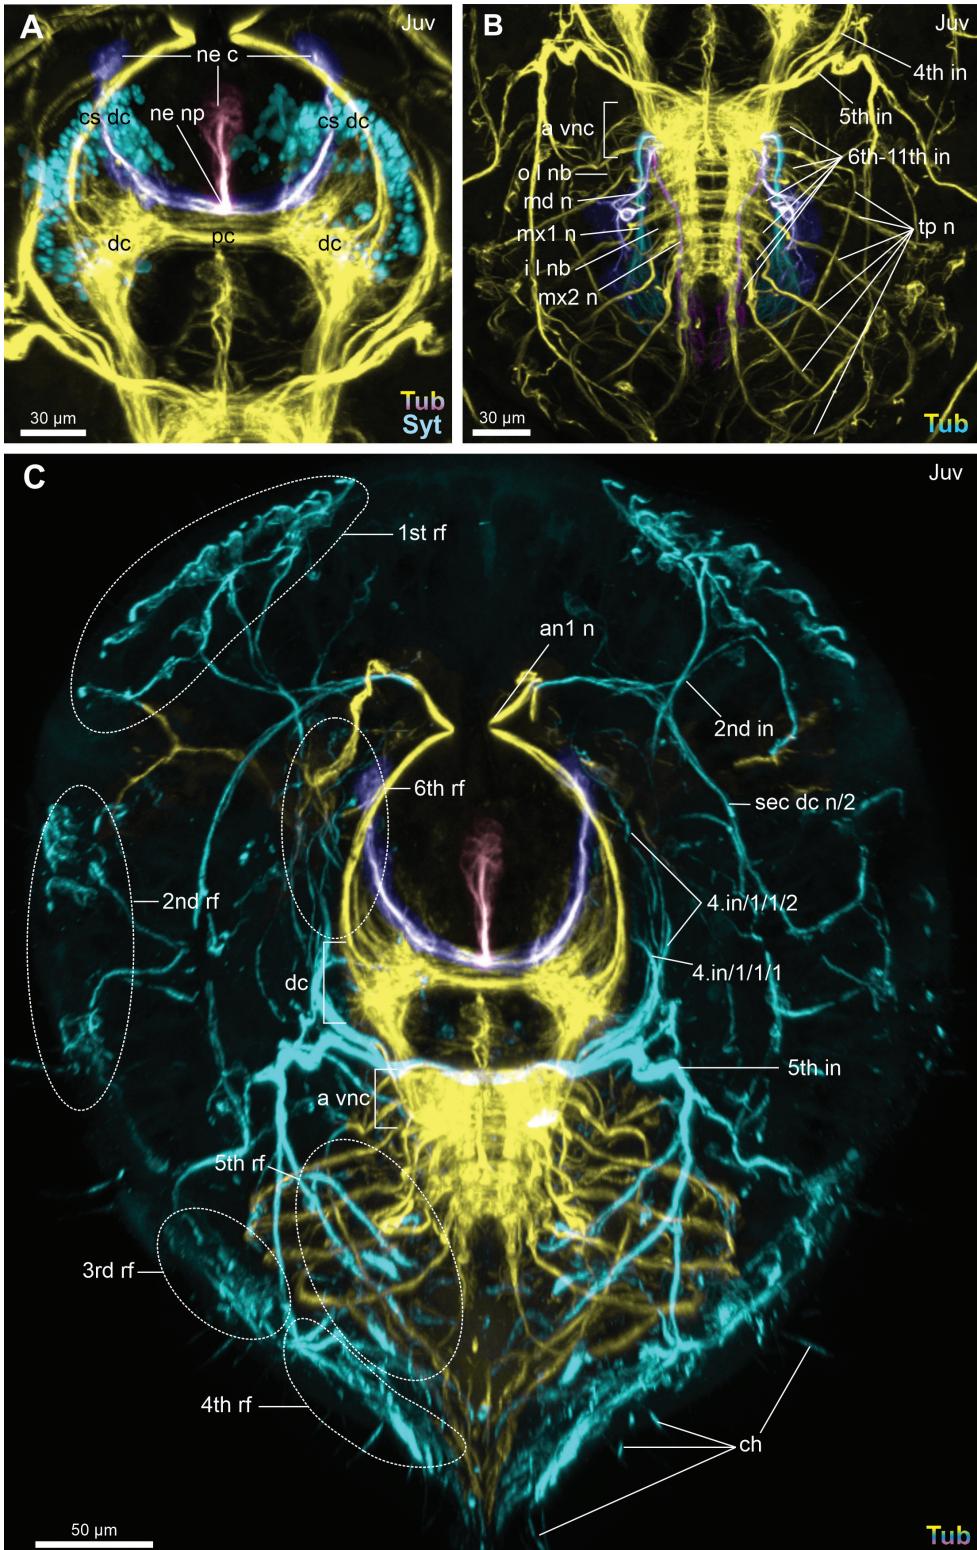 A
Juv
ne c
ne np
cs dc
cs dc
dc
pc
dc
30 µm
Tub
Syt
B
Juv
4th in
5th in
a vnc
6th-11th in
o l nb
md n
mx1 n
i l nb
mx2 n
tp n
30 µm
Tub
C
Juv
1st rf
an1 n
2nd in
6th rf
sec dc n/2
2nd rf
4.in/1/1/2
4.in/1/1/1
dc
5th in
a vnc
5th rf
3rd rf
4th rf
ch
50 µm
Tub